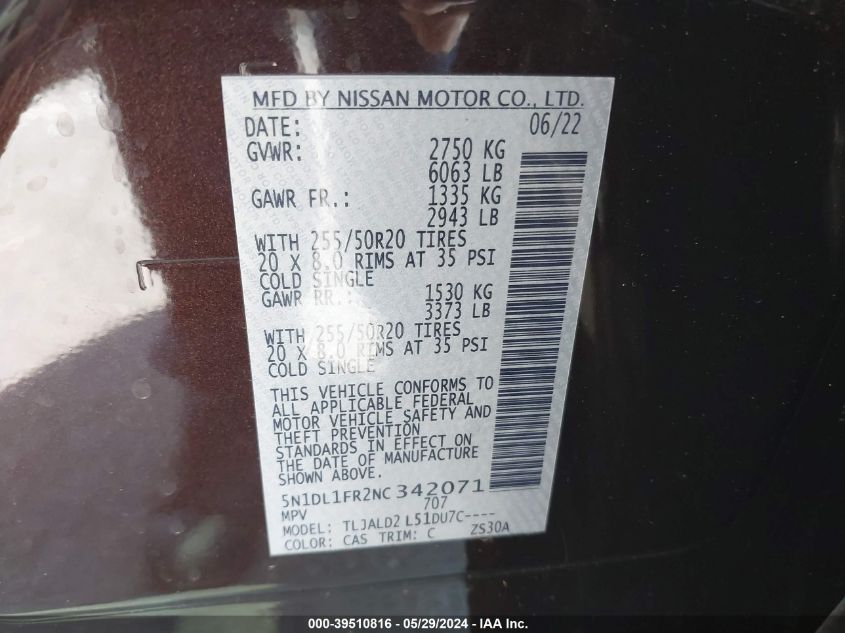 MFD BY NISSAN MOTOR CO., LTD.
DATE: 06/22
GVWR: 2750 KG
6063 LB
GAWR FR.: 1335 KG
2943 LB
WITH 255/50R20 TIRES
20 X 8.0 RIMS AT 35 PSI
COLD SINGLE
GAWR RR.: 1530 KG
3373 LB
WITH 255/50R20 TIRES
20 X 8.0 RIMS AT 35 PSI
COLD SINGLE
THIS VEHICLE CONFORMS TO
ALL APPLICABLE FEDERAL
MOTOR VEHICLE SAFETY AND
THEFT PREVENTION
STANDARDS IN EFFECT ON
THE DATE OF MANUFACTURE
SHOWN ABOVE.
5N1DL1FR2NC342071
MPV 707
MODEL: TLJALD2 L51DU7C----
COLOR: CAS TRIM: C ZS30A
000-39510816 - 05/29/2024 - IAA Inc.